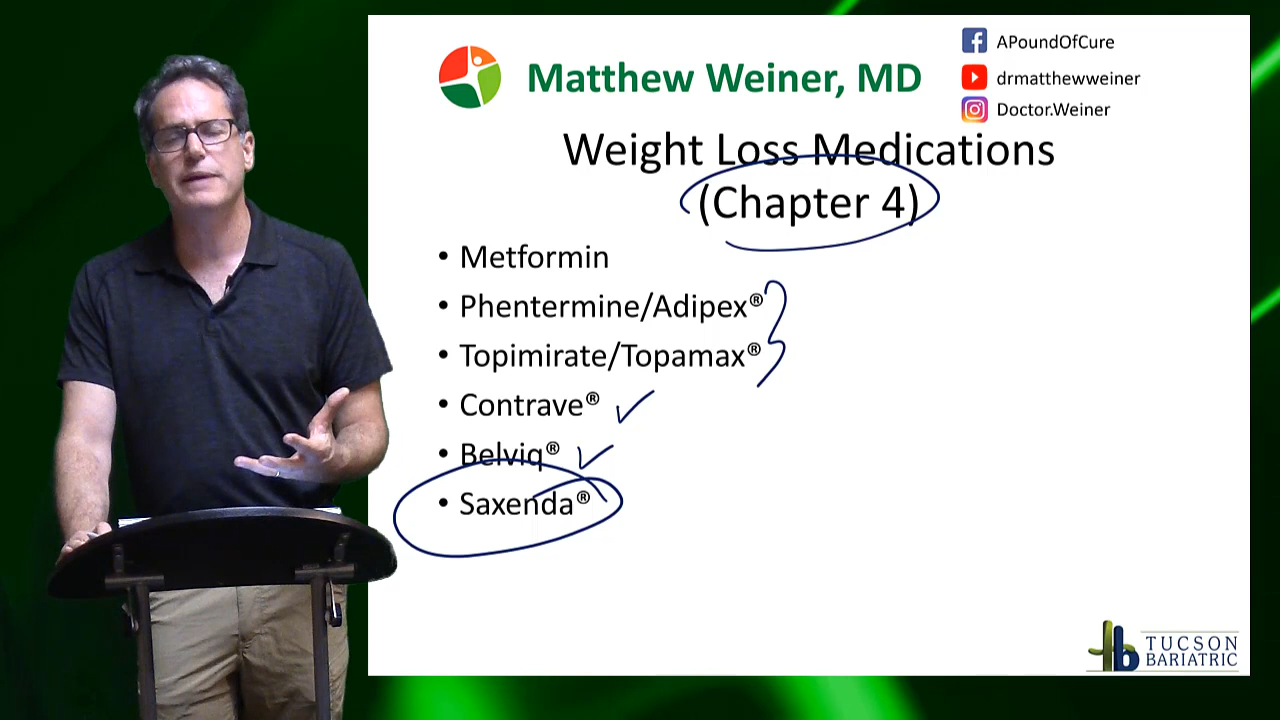 APoundOfCure
Matthew Weiner, MD
drmatthewweiner
Doctor.Weiner
Weight Loss Medications
(Chapter 4)
• Metformin
• Phentermine/Adipex®
• Topimirate/Topamax®
• Contrave®
• Belviq®
• Saxenda®
TUCSON
BARIATRIC